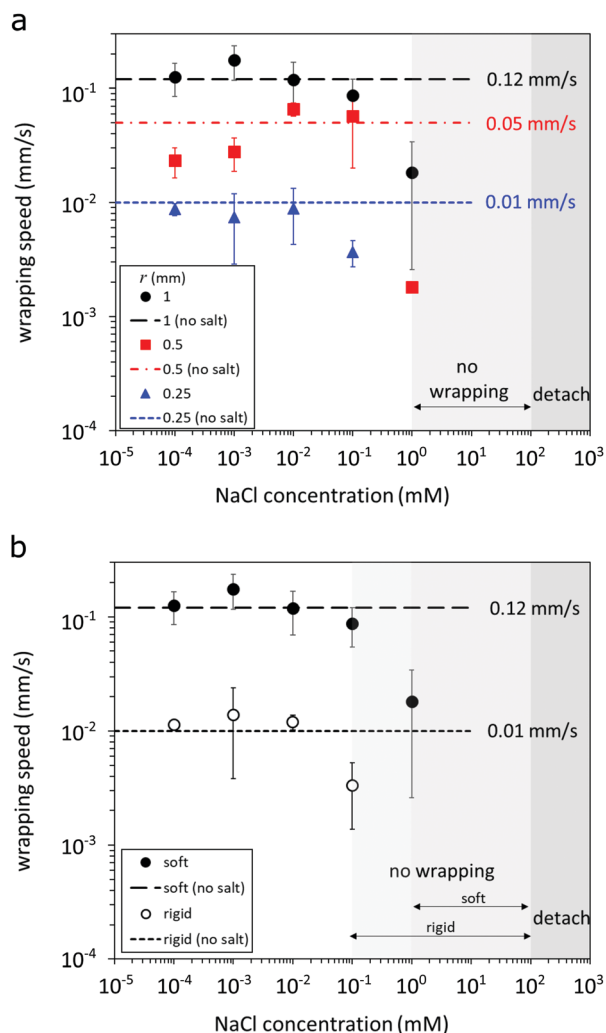 a
wrapping speed (mm/s)
10⁻¹
10⁻²
10⁻³
10⁻⁴
0.12 mm/s
0.05 mm/s
0.01 mm/s
r (mm)
1
1 (no salt)
0.5
0.5 (no salt)
0.25
0.25 (no salt)
no
wrapping
detach
10⁻⁵ 10⁻⁴ 10⁻³ 10⁻² 10⁻¹ 10⁰ 10¹ 10² 10³
NaCl concentration (mM)
b
wrapping speed (mm/s)
10⁻¹
10⁻²
10⁻³
10⁻⁴
0.12 mm/s
0.01 mm/s
soft
soft (no salt)
rigid
rigid (no salt)
no wrapping
soft
rigid
detach
10⁻⁵ 10⁻⁴ 10⁻³ 10⁻² 10⁻¹ 10⁰ 10¹ 10² 10³
NaCl concentration (mM)